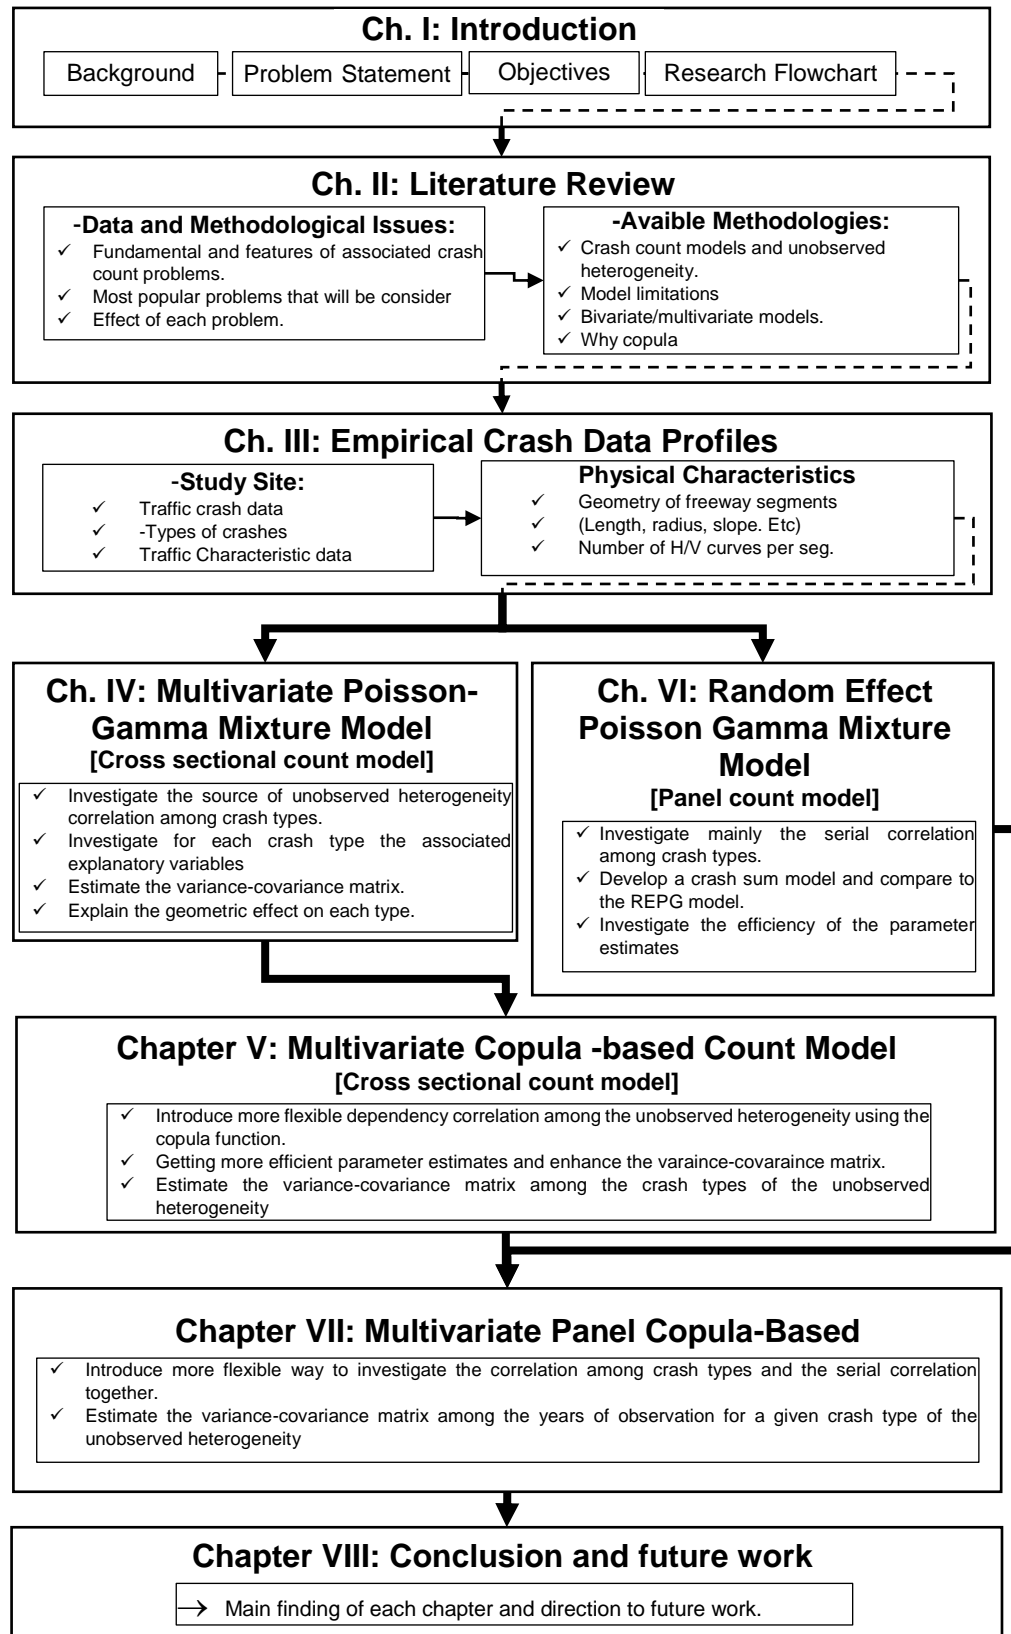 Ch. I: Introduction
Background
Problem Statement
Objectives
Research Flowchart
Ch. II: Literature Review
-Data and Methodological Issues:
✓ Fundamental and features of associated crash
count problems.
✓ Most popular problems that will be consider
✓ Effect of each problem.
-Avaible Methodologies:
✓ Crash count models and unobserved
heterogeneity.
✓ Model limitations
✓ Bivariate/multivariate models.
✓ Why copula
Ch. III: Empirical Crash Data Profiles
-Study Site:
✓ Traffic crash data
✓ -Types of crashes
✓ Traffic Characteristic data
Physical Characteristics
✓ Geometry of freeway segments
✓ (Length, radius, slope. Etc)
✓ Number of H/V curves per seg.
Ch. IV: Multivariate Poisson-
Gamma Mixture Model
[Cross sectional count model]
✓ Investigate the source of unobserved heterogeneity
correlation among crash types.
✓ Investigate for each crash type the associated
explanatory variables
✓ Estimate the variance-covariance matrix.
✓ Explain the geometric effect on each type.
Ch. VI: Random Effect
Poisson Gamma Mixture
Model
[Panel count model]
✓ Investigate mainly the serial correlation
among crash types.
✓ Develop a crash sum model and compare to
the REPG model.
✓ Investigate the efficiency of the parameter
estimates
Chapter V: Multivariate Copula -based Count Model
[Cross sectional count model]
✓ Introduce more flexible dependency correlation among the unobserved heterogeneity using the
copula function.
✓ Getting more efficient parameter estimates and enhance the varaince-covaraince matrix.
✓ Estimate the variance-covariance matrix among the crash types of the unobserved
heterogeneity
Chapter VII: Multivariate Panel Copula-Based
✓ Introduce more flexible way to investigate the correlation among crash types and the serial correlation
together.
✓ Estimate the variance-covariance matrix among the years of observation for a given crash type of the
unobserved heterogeneity
Chapter VIII: Conclusion and future work
→ Main finding of each chapter and direction to future work.